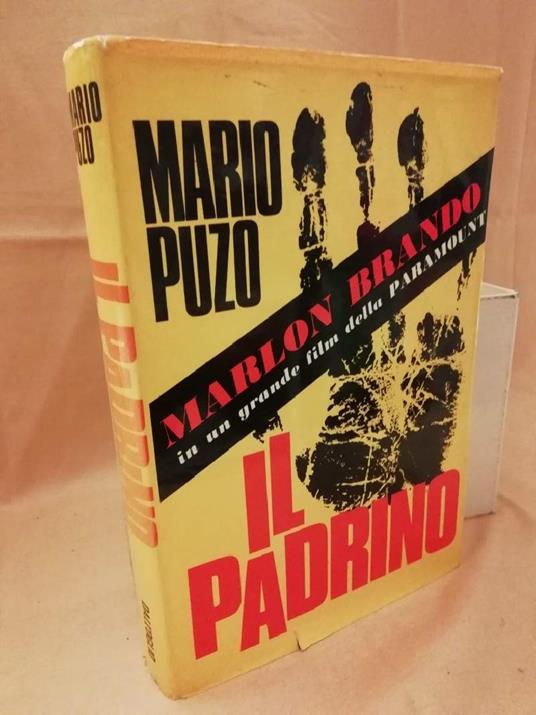 MARIO
PUZO
MARLON BRANDO
in un grande film della PARAMOUNT
IL
PADRINO
MARIO
PUZO
IL PADRINO